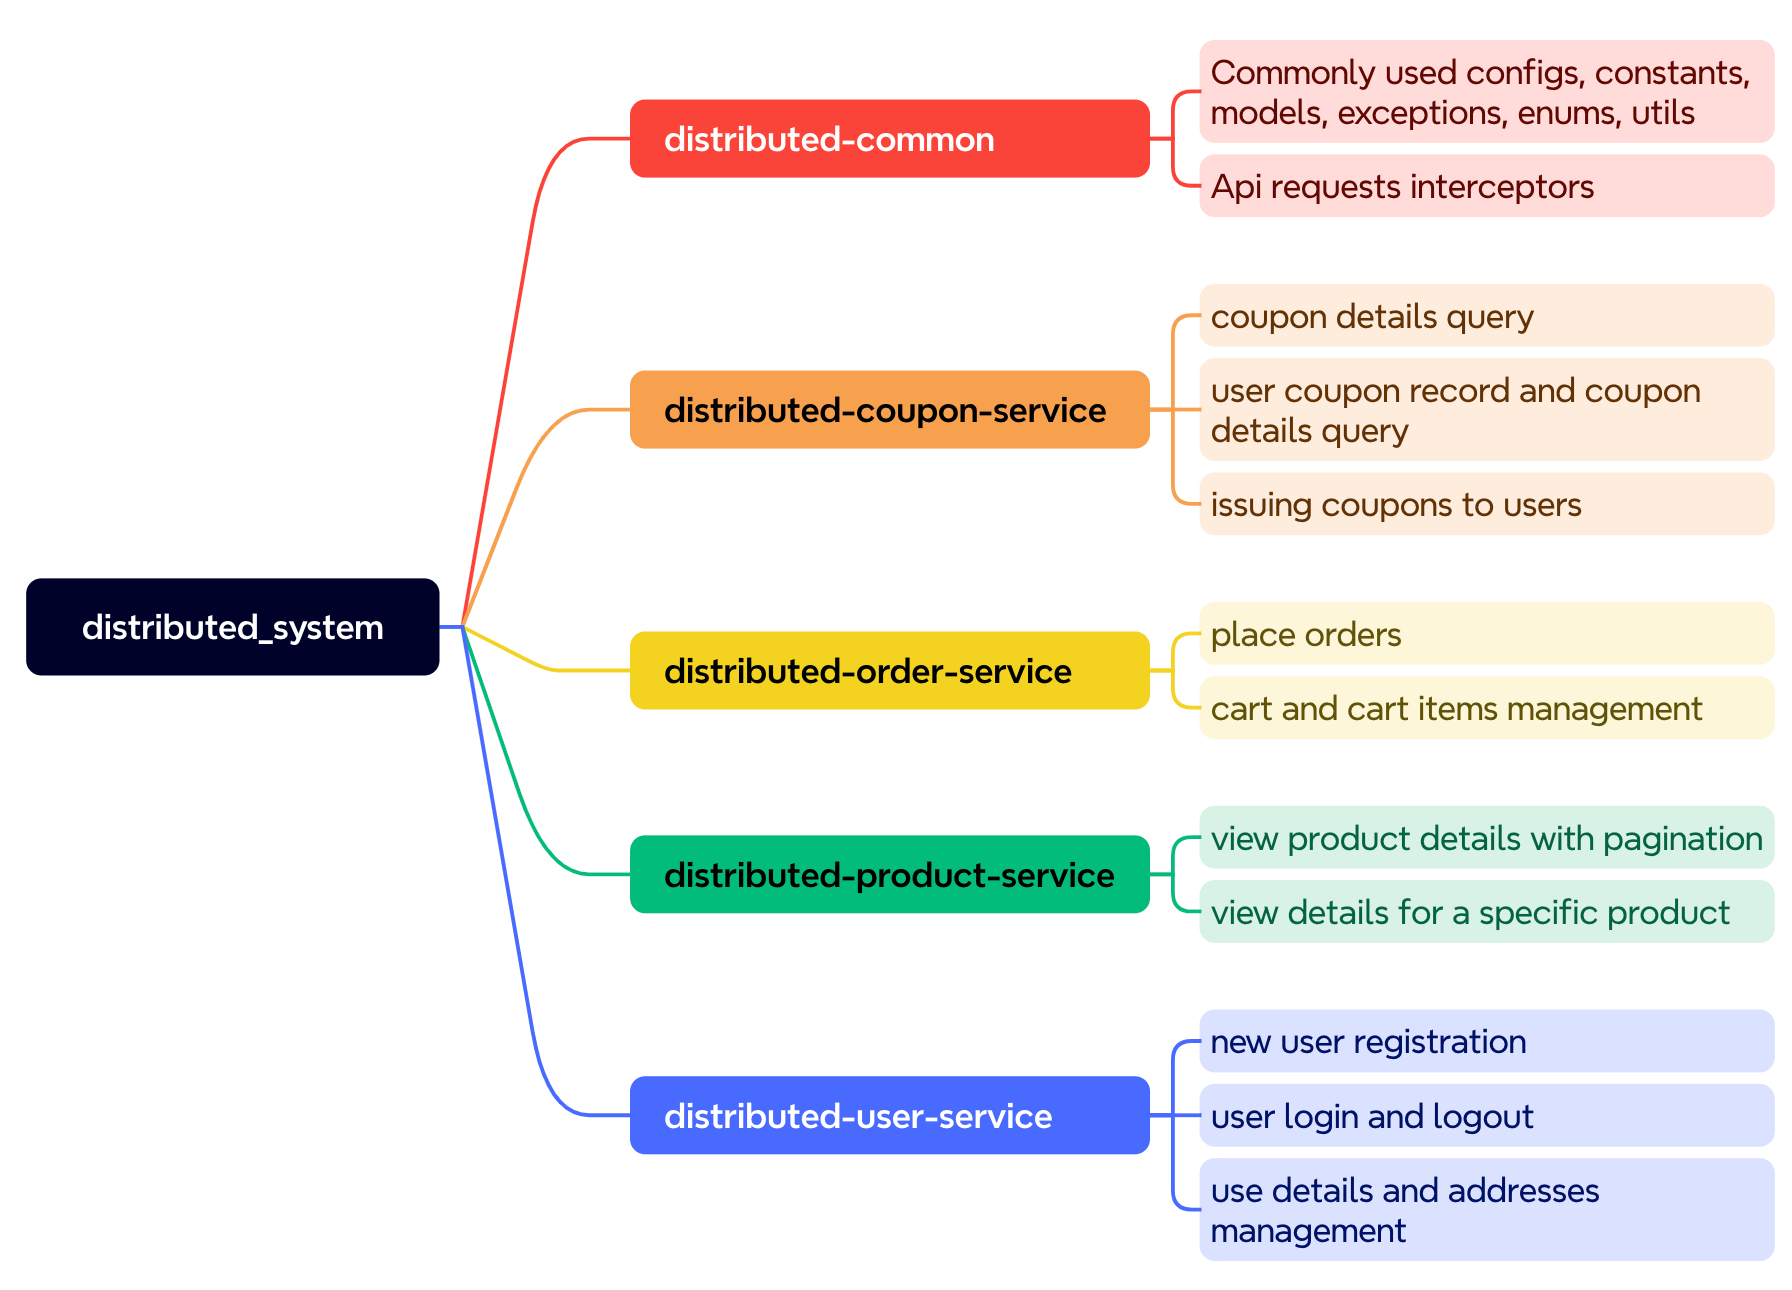 distributed_system
distributed-common
Commonly used configs, constants,
models, exceptions, enums, utils
Api requests interceptors
distributed-coupon-service
coupon details query
user coupon record and coupon
details query
issuing coupons to users
distributed-order-service
place orders
cart and cart items management
distributed-product-service
view product details with pagination
view details for a specific product
distributed-user-service
new user registration
user login and logout
use details and addresses
management